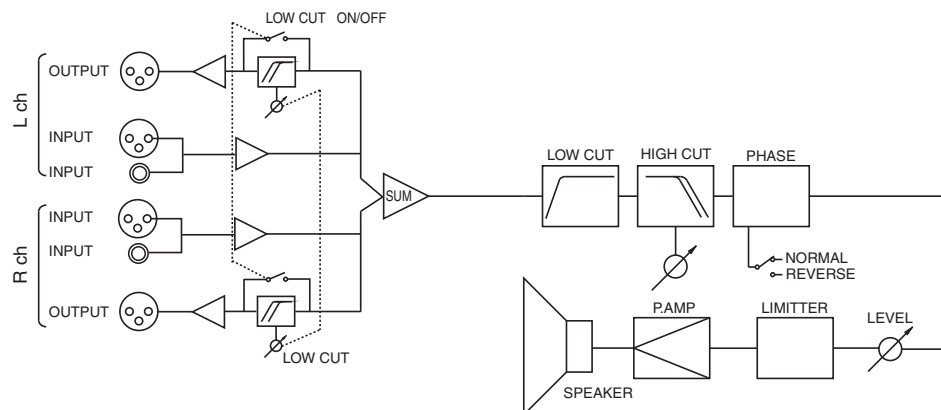 LOW CUT ON/OFF
L ch
OUTPUT
INPUT
INPUT
R ch
INPUT
INPUT
OUTPUT
LOW CUT
SUM
LOW CUT
HIGH CUT
PHASE
NORMAL
REVERSE
SPEAKER
P.AMP
LIMITTER
LEVEL